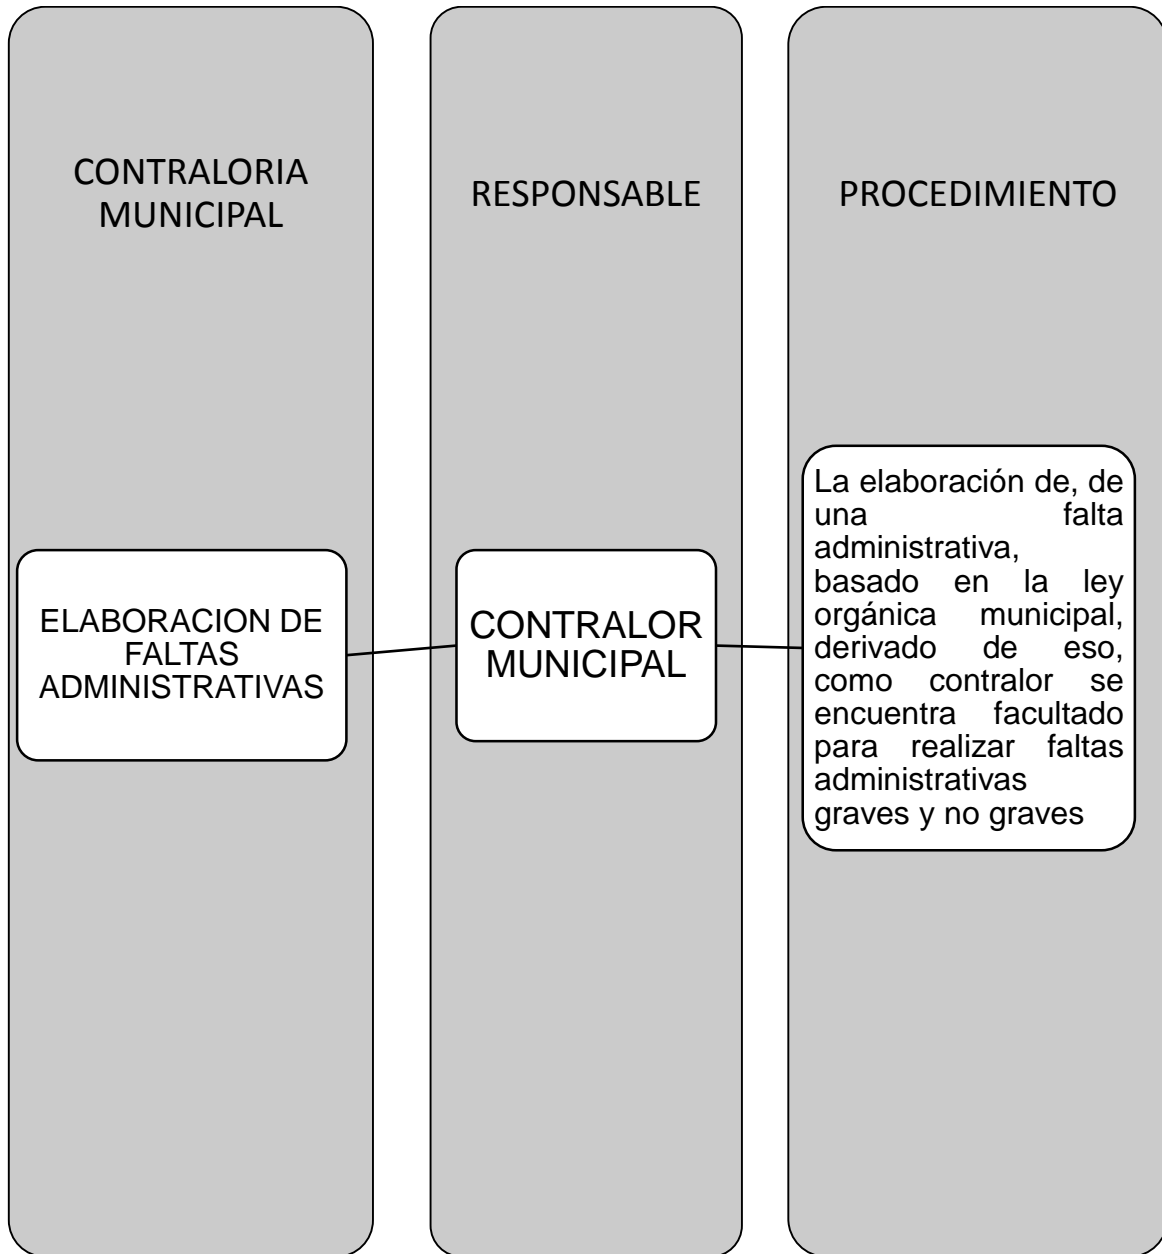 CONTRALORIA
MUNICIPAL
RESPONSABLE
PROCEDIMIENTO
ELABORACION DE
FALTAS
ADMINISTRATIVAS
CONTRALOR
MUNICIPAL
La elaboración de, de
una falta
administrativa,
basado en la ley
orgánica municipal,
derivado de eso,
como contralor se
encuentra facultado
para realizar faltas
administrativas
graves y no graves